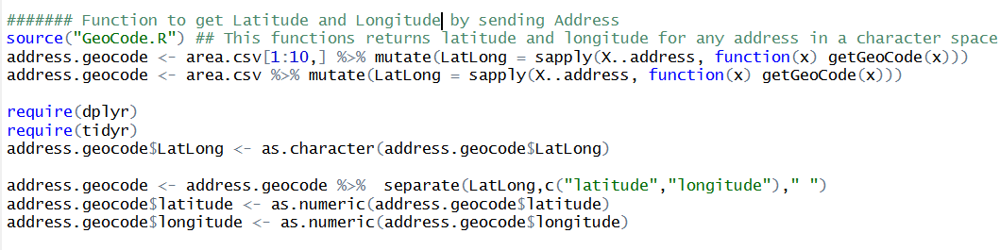 ####### Function to get Latitude and Longitude by sending Address
source("GeoCode.R") ## This functions returns latitude and longitude for any address in a character space
address.geocode <- area.csv[1:10,] %>% mutate(LatLong = sapply(X..address, function(x) getGeoCode(x)))
address.geocode <- area.csv %>% mutate(LatLong = sapply(X..address, function(x) getGeoCode(x)))
require(dplyr)
require(tidyr)
address.geocode$LatLong <- as.character(address.geocode$LatLong)
address.geocode <- address.geocode %>%  separate(LatLong,c("latitude","longitude")," ")
address.geocode$latitude <- as.numeric(address.geocode$latitude)
address.geocode$longitude <- as.numeric(address.geocode$longitude)